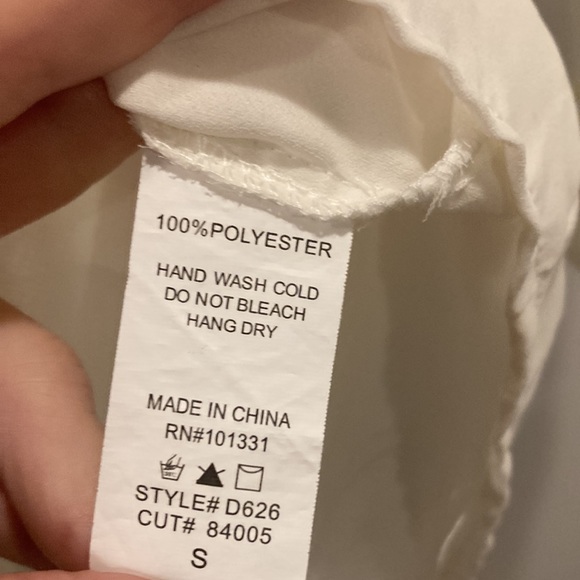 100%POLYESTER
HAND WASH COLD
DO NOT BLEACH
HANG DRY
MADE IN CHINA
RN#101331
STYLE# D626
CUT# 84005
S